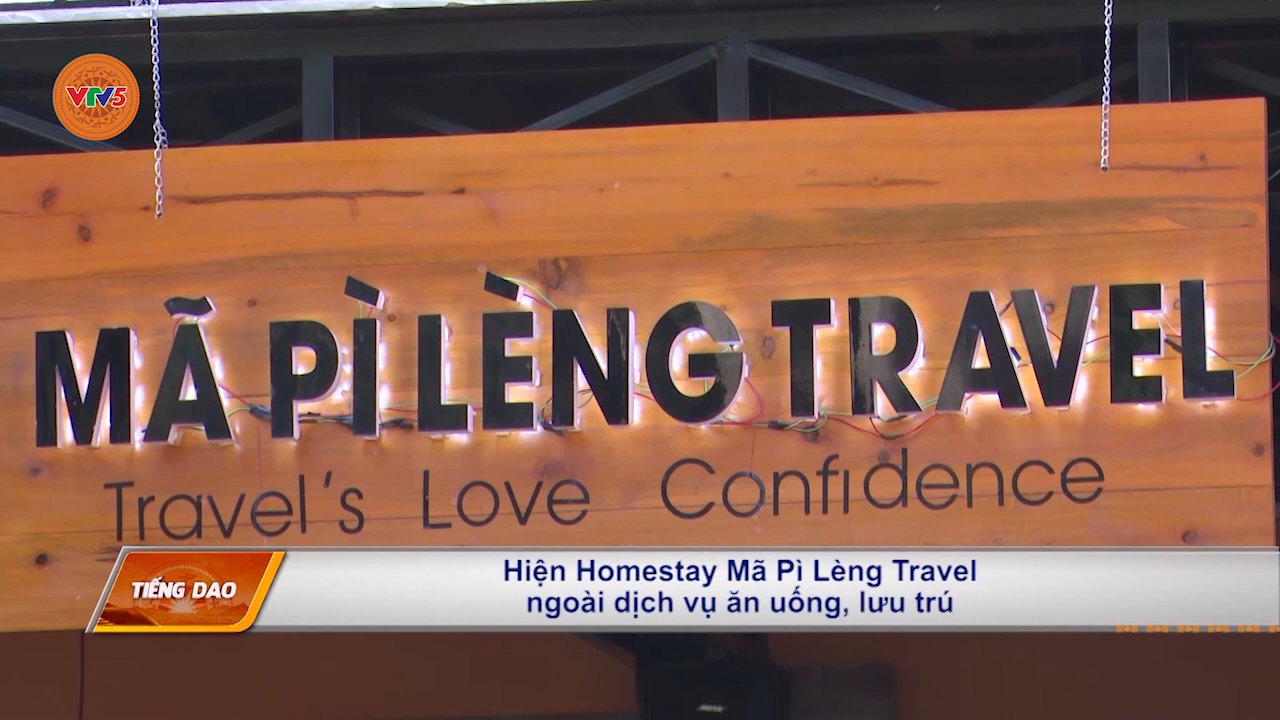 VTV5
MÃ PÌ LÈNG TRAVEL
Travel's Love Confidence
TIẾNG DAO
Hiện Homestay Mã Pì Lèng Travel
ngoài dịch vụ ăn uống, lưu trú
BOSE